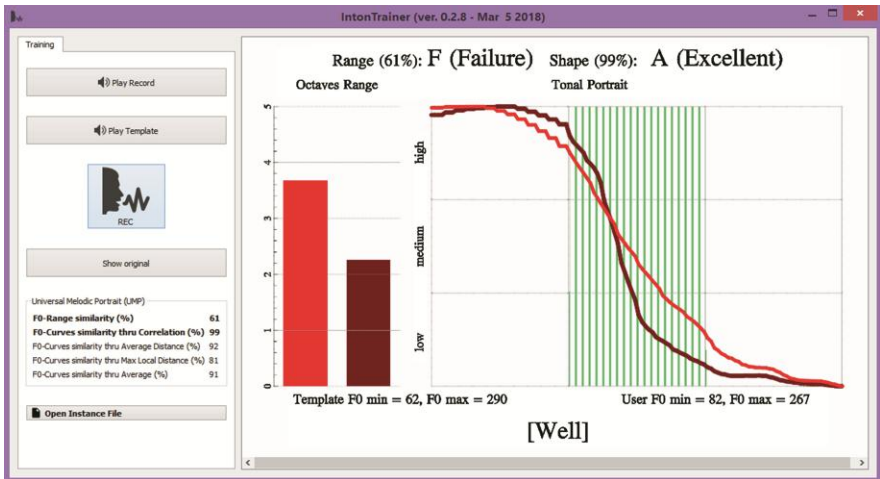 IntonTrainer (ver. 0.2.8 - Mar 5 2018)
Training
Play Record
Play Template
REC
Show original
Universal Melodic Portrait (UMP)
F0-Range similarity (%) 61
F0-Curves similarity thru Correlation (%) 99
F0-Curves similarity thru Average Distance (%) 92
F0-Curves similarity thru Max Local Distance (%) 81
F0-Curves similarity thru Average (%) 91
Open Instance File
Range (61%): F (Failure) Shape (99%): A (Excellent)
Octaves Range Tonal Portrait
5
4
3
2
1
0
high
medium
low
Template F0 min = 62, F0 max = 290 User F0 min = 82, F0 max = 267
[Well]